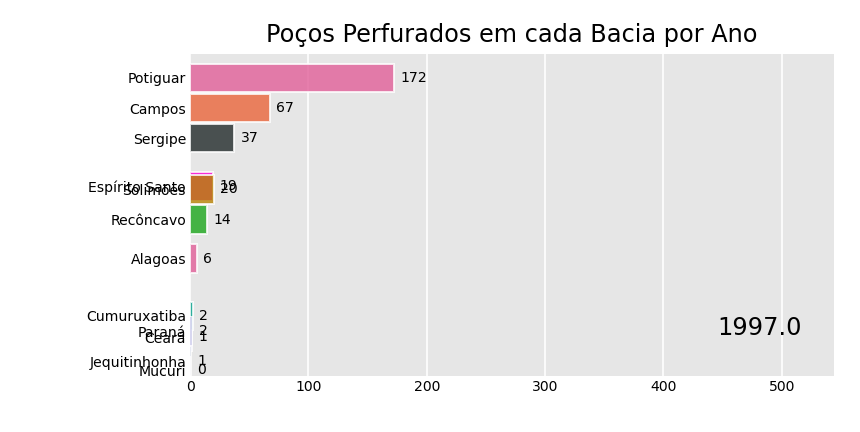 Poços Perfurados em cada Bacia por Ano
Potiguar 172
Campos 67
Sergipe 37
Espírito Santo 19
Solimões 20
Recôncavo 14
Alagoas 6
Cumuruxatiba 2
1997.0
Paraná 2
Ceará 1
Jequitinhonha 1
Mucuri 0
0 100 200 300 400 500